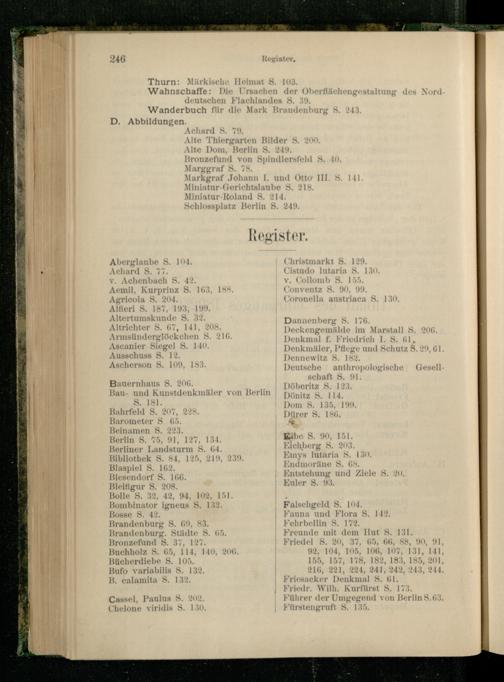 246 Register.
Thurn: Märkische Heimat S. 103.
Wahnschaffe: Die Ursachen der Oberflächengestaltung des Nord-
deutschen Flachlandes S. 39.
Wanderbuch für die Mark Brandenburg S. 243.
D. Abbildungen.
Achard S. 79.
Alte Thiergarten Bilder S. 200.
Alte Dom, Berlin S. 249.
Bronzefund von Spindlersfeld S. 40.
Marggraf S. 78.
Markgraf Johann I. und Otto III. S. 141.
Miniatur-Gerichtslaube S. 218.
Miniatur-Roland S. 214.
Schlossplatz Berlin S. 249.
Register.
Aberglaube S. 104.
Achard S. 77.
v. Achenbach S. 42.
Aemil, Kurprinz S. 163, 188.
Agricola S. 204.
Alfieri S. 187, 193, 199.
Altertumskunde S. 32.
Altrichter S. 67, 141, 208.
Armsünderglöckchen S. 216.
Ascanier Siegel S. 140.
Ausschuss S. 12.
Ascherson S. 109, 183.
Bauernhaus S. 206.
Bau- und Kunstdenkmäler von Berlin
S. 181.
Bahrfeld S. 207, 228.
Barometer S. 65.
Beinamen S. 223.
Berlin S. 75, 91, 127, 134.
Berliner Landsturm S. 64.
Bibliothek S. 84, 125, 219, 239.
Blaspiel S. 162.
Blesendorf S. 166.
Bleifigur S. 208.
Bolle S. 32, 42, 94, 102, 151.
Bombinator igneus S. 132.
Bosse S. 42.
Brandenburg S. 69, 83.
Brandenburg. Städte S. 65.
Bronzefund S. 37, 127.
Buchholz S. 65, 114, 140, 206.
Bücherdiebe S. 105.
Bufo variabilis S. 132.
B. calamita S. 132.
Cassel, Paulus S. 202.
Chelone viridis S. 130.
Christmarkt S. 129.
Cistudo lutaria S. 130.
v. Collomb S. 155.
Conventz S. 90, 99.
Coronella austriaca S. 130.
Dannenberg S. 176.
Deckengemälde im Marstall S. 206.
Denkmal f. Friedrich I. S. 61.
Denkmäler, Pflege und Schutz S. 29, 61.
Dennewitz S. 182.
Deutsche anthropologische Gesell-
schaft S. 91.
Döberitz S. 123.
Dönitz S. 114.
Dom S. 135, 199.
Dürer S. 186.
Eibe S. 90, 151.
Eichberg S. 203.
Emys lutaria S. 130.
Endmoräne S. 68.
Entstehung und Ziele S. 20.
Euler S. 93.
Falschgeld S. 104.
Fauna und Flora S. 142.
Fehrbellin S. 172.
Freunde mit dem Hut S. 131.
Friedel S. 20, 37, 65, 66, 88, 90, 91,
92, 104, 105, 106, 107, 131, 141,
155, 157, 178, 182, 183, 185, 201,
216, 221, 224, 241, 242, 243, 244.
Friesacker Denkmal S. 61.
Friedr. Wilh. Kurfürst S. 173.
Führer der Umgegend von Berlin S. 63.
Fürstengruft S. 135.